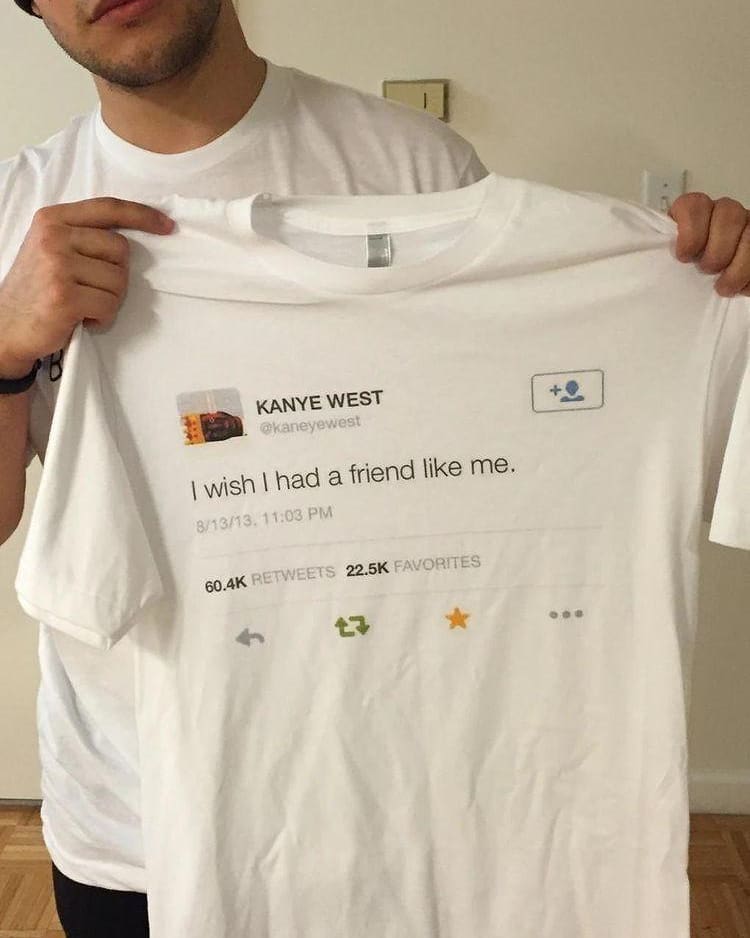 KANYE WEST
@kaneyewest
I wish I had a friend like me.
8/13/13, 11:03 PM
60.4K RETWEETS 22.5K FAVORITES